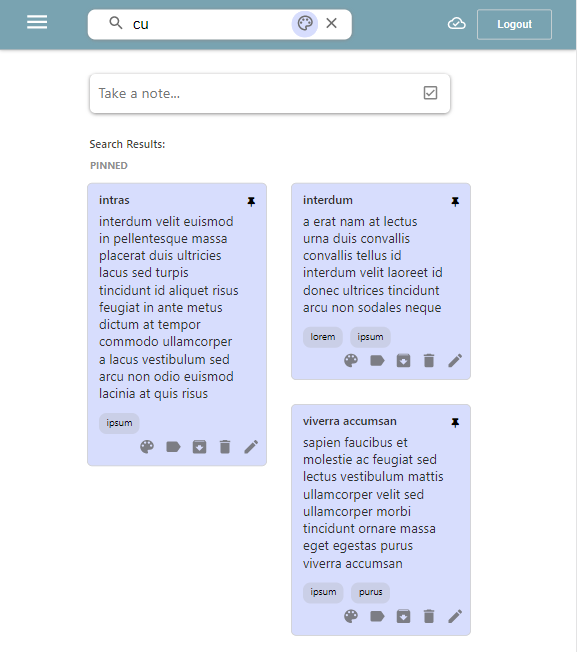 cu
Logout
Take a note...
Search Results:
PINNED
intras
interdum velit euismod
in pellentesque massa
placerat duis ultricies
lacus sed turpis
tincidunt id aliquet risus
feugiat in ante metus
dictum at tempor
commodo ullamcorper
a lacus vestibulum sed
arcu non odio euismod
lacinia at quis risus
ipsum
interdum
a erat nam at lectus
urna duis convallis
convallis tellus id
interdum velit laoreet id
donec ultrices tincidunt
arcu non sodales neque
lorem ipsum
viverra accumsan
sapien faucibus et
molestie ac feugiat sed
lectus vestibulum mattis
ullamcorper velit sed
ullamcorper morbi
tincidunt ornare massa
eget egestas purus
viverra accumsan
ipsum purus